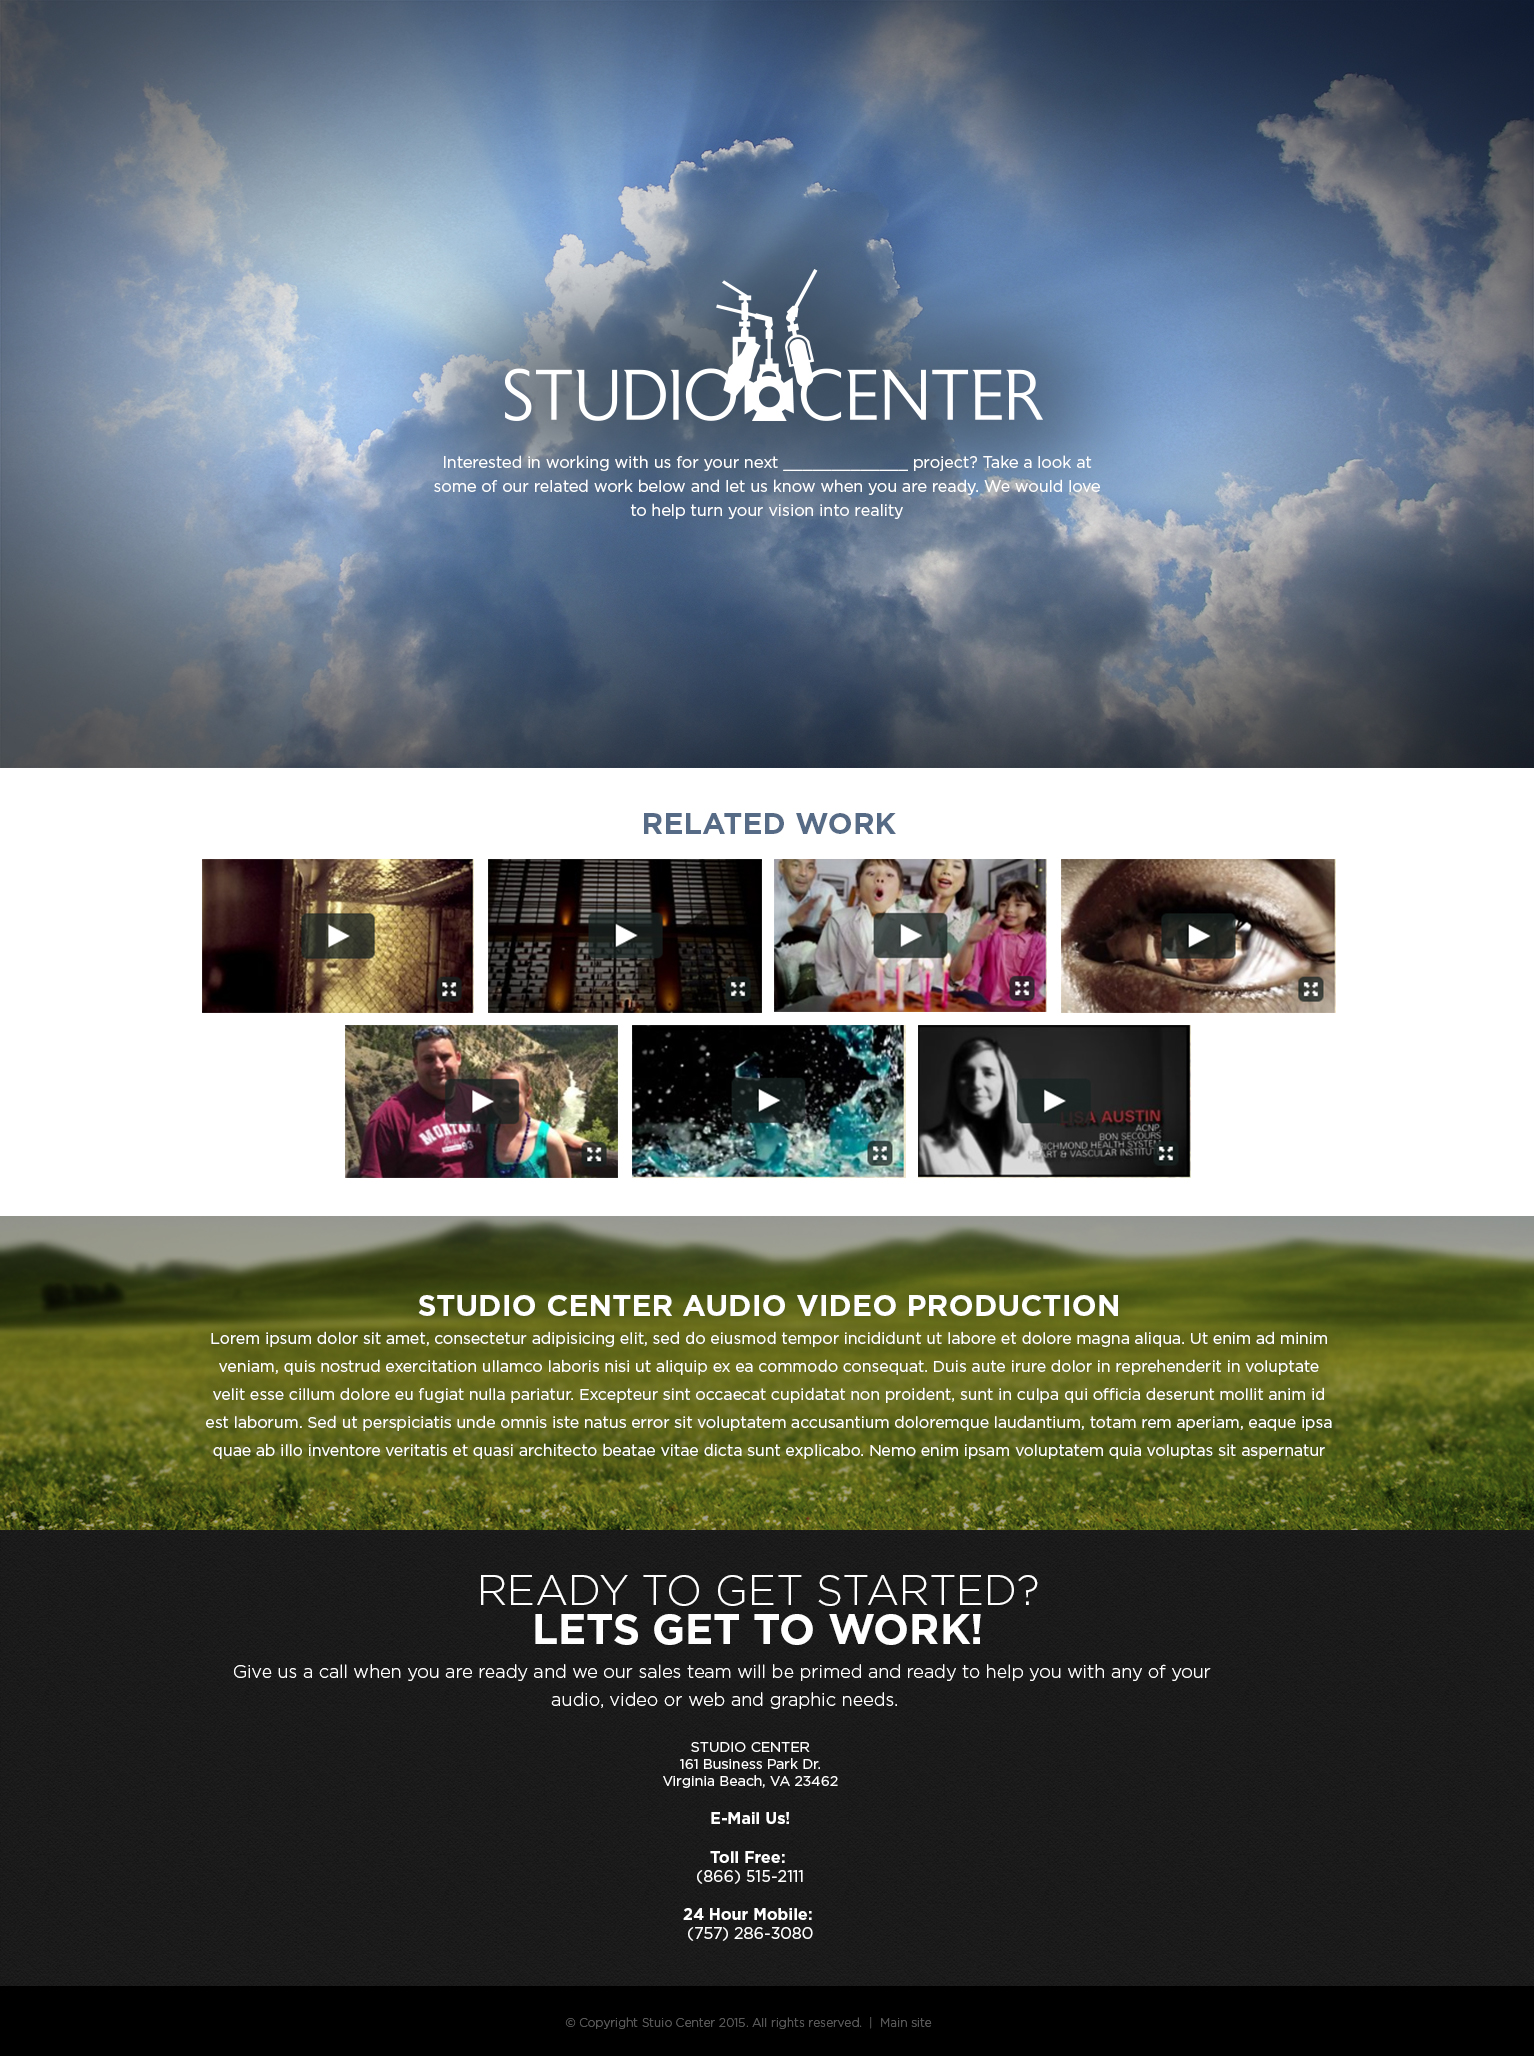 STUDIO CENTER
Interested in working with us for your next _____________ project? Take a look at
some of our related work below and let us know when you are ready. We would love
to help turn your vision into reality
RELATED WORK
MONTANA
93
LISA AUSTIN
ACNP
BON SECOURS
RICHMOND HEALTH SYSTEM
HEART & VASCULAR INSTITUTE
STUDIO CENTER AUDIO VIDEO PRODUCTION
Lorem ipsum dolor sit amet, consectetur adipisicing elit, sed do eiusmod tempor incididunt ut labore et dolore magna aliqua. Ut enim ad minim
veniam, quis nostrud exercitation ullamco laboris nisi ut aliquip ex ea commodo consequat. Duis aute irure dolor in reprehenderit in voluptate
velit esse cillum dolore eu fugiat nulla pariatur. Excepteur sint occaecat cupidatat non proident, sunt in culpa qui officia deserunt mollit anim id
est laborum. Sed ut perspiciatis unde omnis iste natus error sit voluptatem accusantium doloremque laudantium, totam rem aperiam, eaque ipsa
quae ab illo inventore veritatis et quasi architecto beatae vitae dicta sunt explicabo. Nemo enim ipsam voluptatem quia voluptas sit aspernatur
READY TO GET STARTED?
LETS GET TO WORK!
Give us a call when you are ready and we our sales team will be primed and ready to help you with any of your
audio, video or web and graphic needs.
STUDIO CENTER
161 Business Park Dr.
Virginia Beach, VA 23462
E-Mail Us!
Toll Free:
(866) 515-2111
24 Hour Mobile:
(757) 286-3080
© Copyright Stuio Center 2015. All rights reserved. | Main site